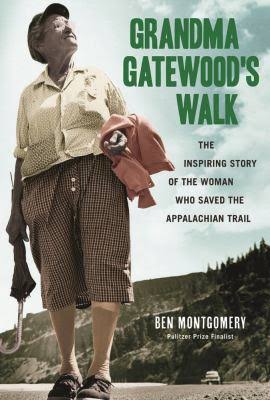 GRANDMA
GATEWOOD'S
WALK
THE
INSPIRING STORY
OF THE WOMAN
WHO SAVED THE
APPALACHIAN TRAIL
BEN MONTGOMERY
Pulitzer Prize Finalist